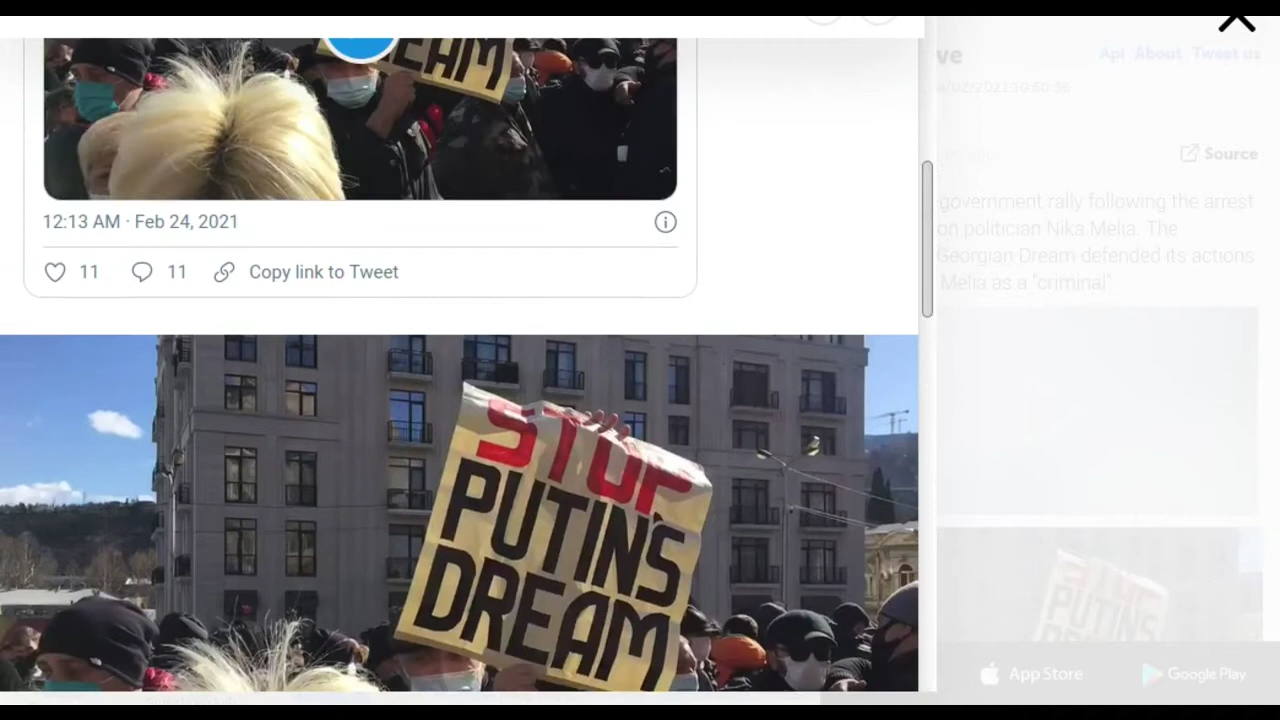 EAM
12:13 AM · Feb 24, 2021
11
11
Copy link to Tweet
ve
Api
About
Tweet us
Source
government rally following the arrest
on politician Nika Melia. The
Georgian Dream defended its actions
Melia as a "criminal"
STOP
PUTIN'S
DREAM
PUTINS
App Store
Google Play